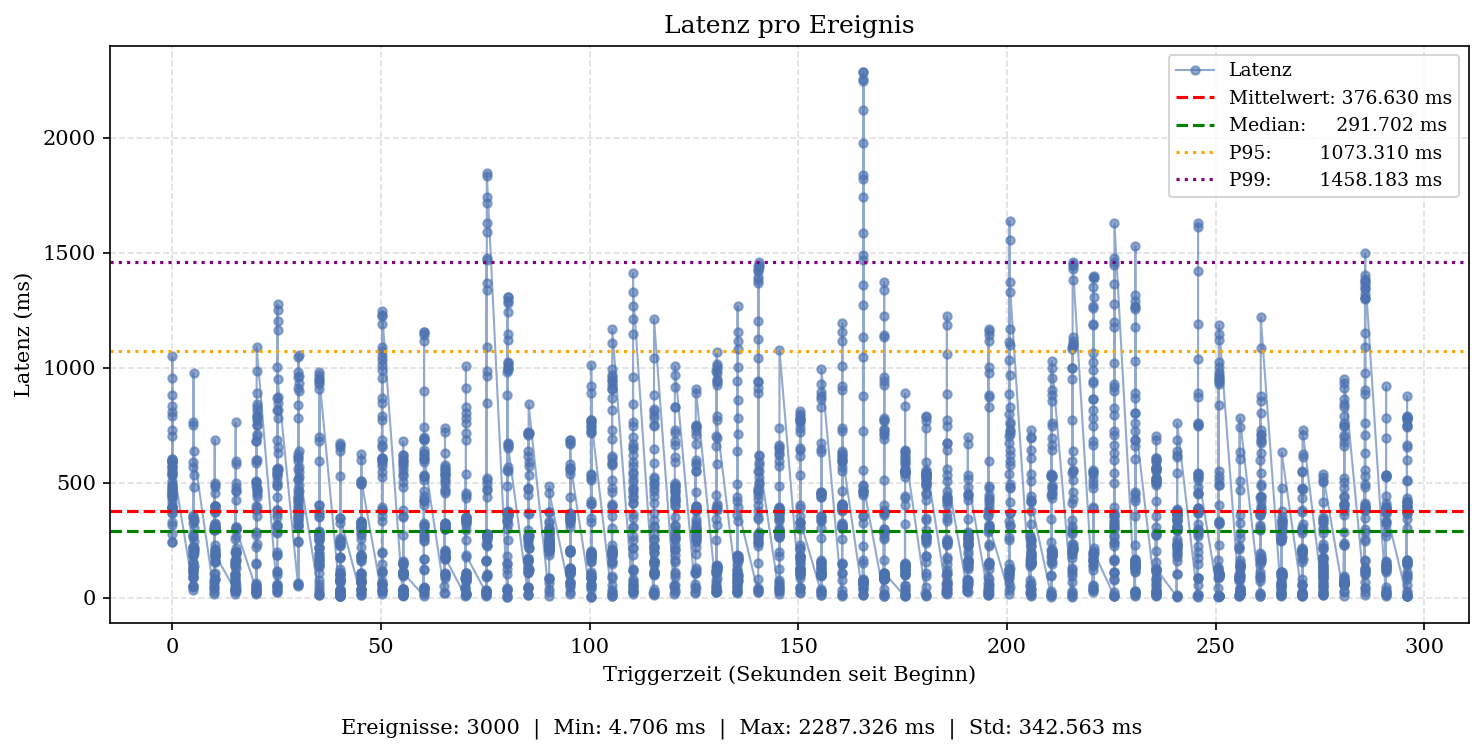 Latenz pro Ereignis
Latenz (ms)
2000
1500
1000
500
0
Latenz
Mittelwert: 376.630 ms
Median: 291.702 ms
P95: 1073.310 ms
P99: 1458.183 ms
0 50 100 150 200 250 300
Triggerzeit (Sekunden seit Beginn)
Ereignisse: 3000 | Min: 4.706 ms | Max: 2287.326 ms | Std: 342.563 ms